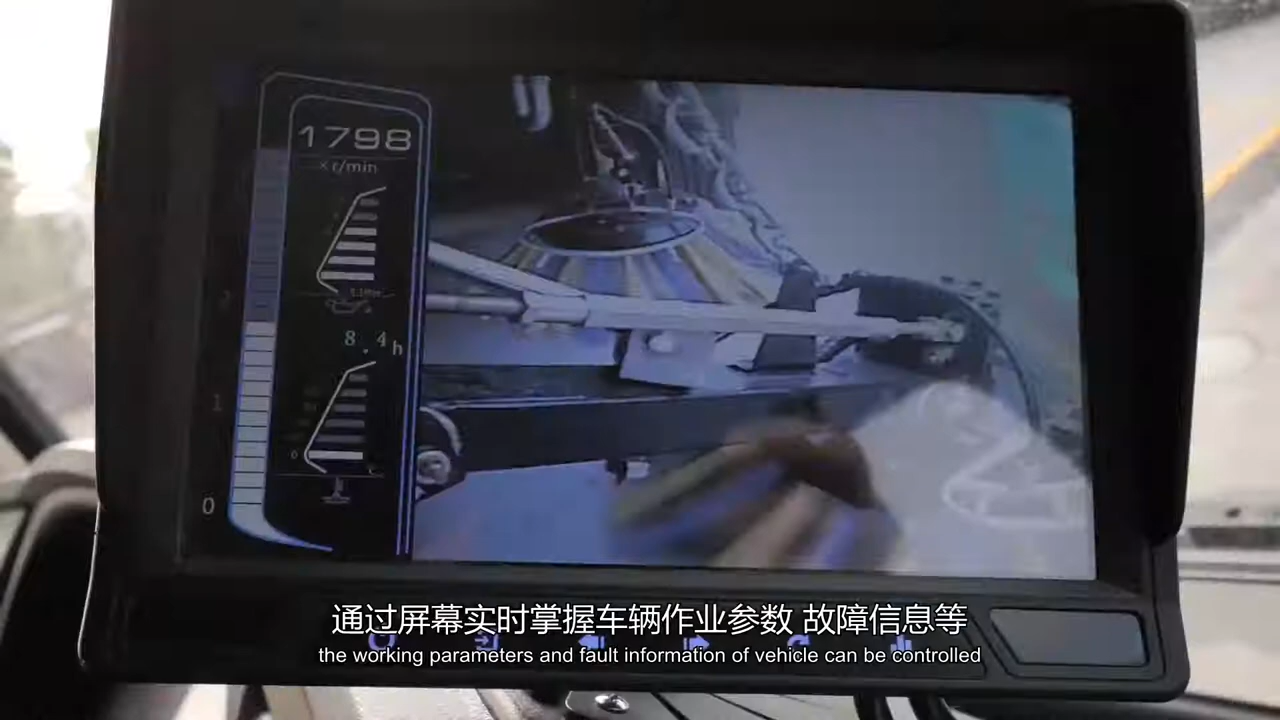 1798
× r/min
8.4h
1
0
通过屏幕实时掌握车辆作业参数 故障信息等
the working parameters and fault information of vehicle can be controlled